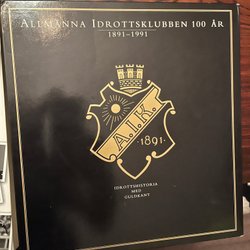 ALLMÄNNA IDROTTSKLUBBEN 100 ÅR
1891–1991
A.I.K.
·1891·
IDROTTSHISTORIA
MED
GULDKANT